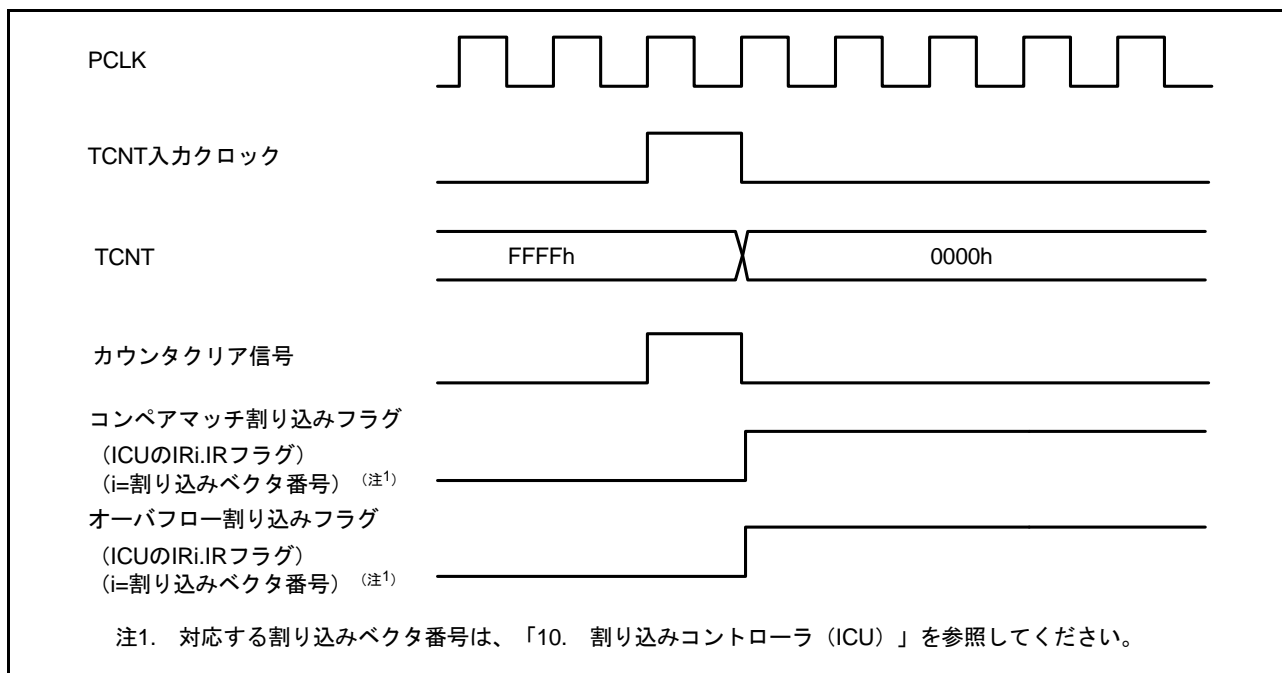 PCLK
TCNT入力クロック
TCNT
FFFFh
0000h
カウンタクリア信号
コンペアマッチ割り込みフラグ
(ICUのIRi.IRフラグ)
(i=割り込みベクタ番号) (注1)
オーバフロー割り込みフラグ
(ICUのIRi.IRフラグ)
(i=割り込みベクタ番号) (注1)
注1. 対応する割り込みベクタ番号は、「10. 割り込みコントローラ(ICU)」を参照してください。